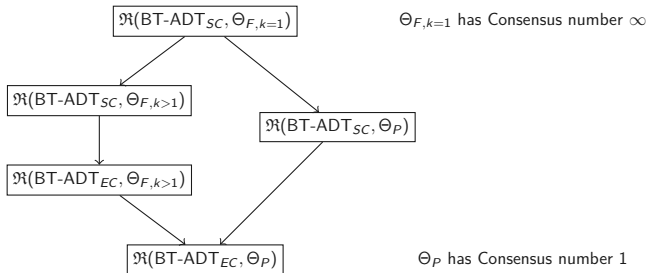 ℜ(BT-ADT_SC, Θ_F,k=1)
Θ_F,k=1 has Consensus number ∞
ℜ(BT-ADT_SC, Θ_F,k>1)
ℜ(BT-ADT_SC, Θ_P)
ℜ(BT-ADT_EC, Θ_F,k>1)
ℜ(BT-ADT_EC, Θ_P)
Θ_P has Consensus number 1